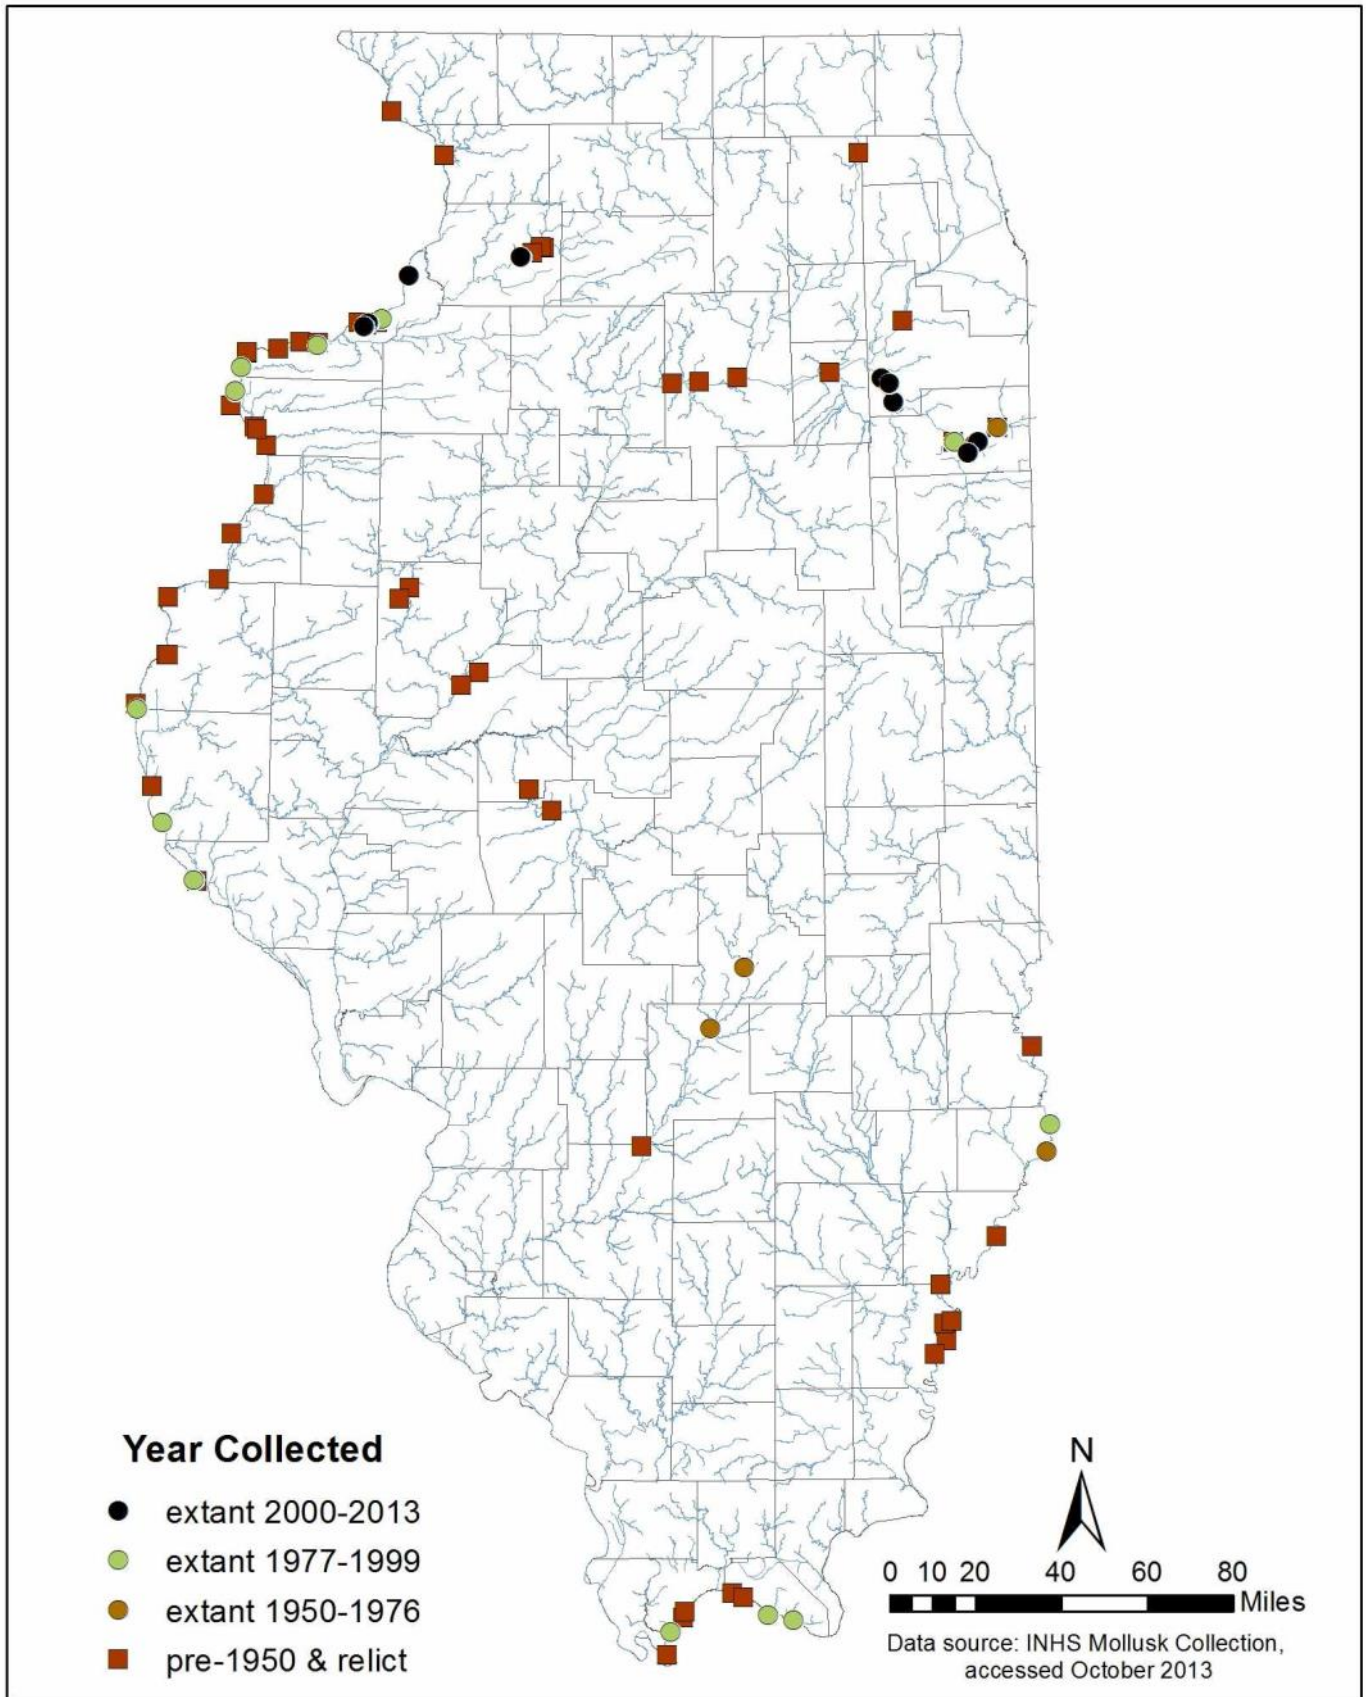 Year Collected
extant 2000-2013
extant 1977-1999
extant 1950-1976
pre-1950 & relict
N
0 10 20 40 60 80
Miles
Data source: INHS Mollusk Collection,
accessed October 2013